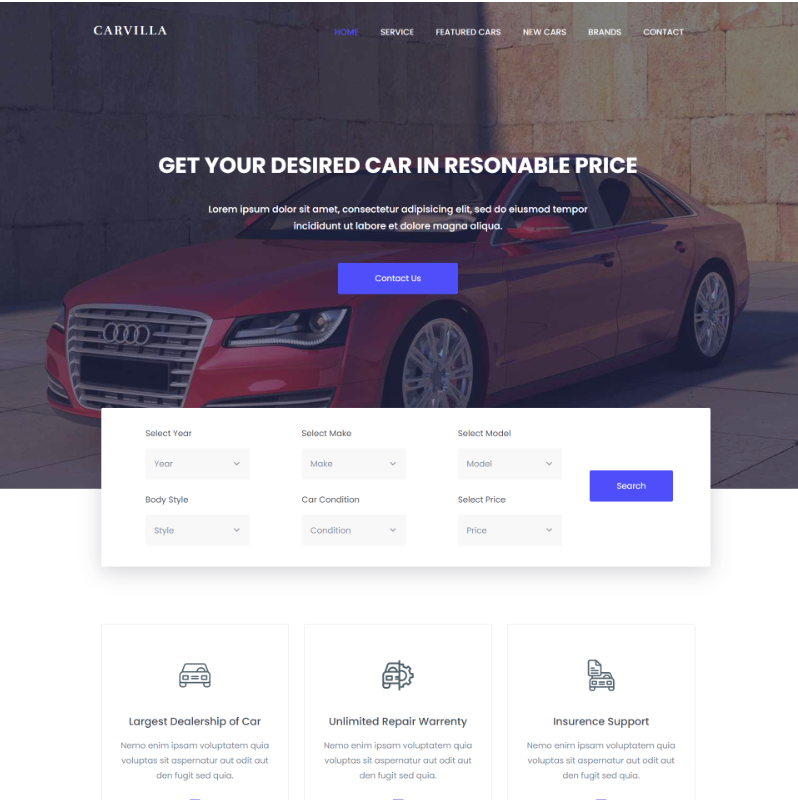 CARVILLA
HOME SERVICE FEATURED CARS NEW CARS BRANDS CONTACT
GET YOUR DESIRED CAR IN RESONABLE PRICE
Lorem ipsum dolor sit amet, consectetur adipisicing elit, sed do eiusmod tempor
incididunt ut labore et dolore magna aliqua.
Contact Us
Select Year Select Make Select Model
Year Make Model
Search
Body Style Car Condition Select Price
Style Condition Price
Largest Dealership of Car
Nemo enim ipsam voluptatem quia
voluptas sit aspernatur aut odit aut
den fugit sed quia.
Unlimited Repair Warrenty
Nemo enim ipsam voluptatem quia
voluptas sit aspernatur aut odit aut
den fugit sed quia.
Insurence Support
Nemo enim ipsam voluptatem quia
voluptas sit aspernatur aut odit aut
den fugit sed quia.